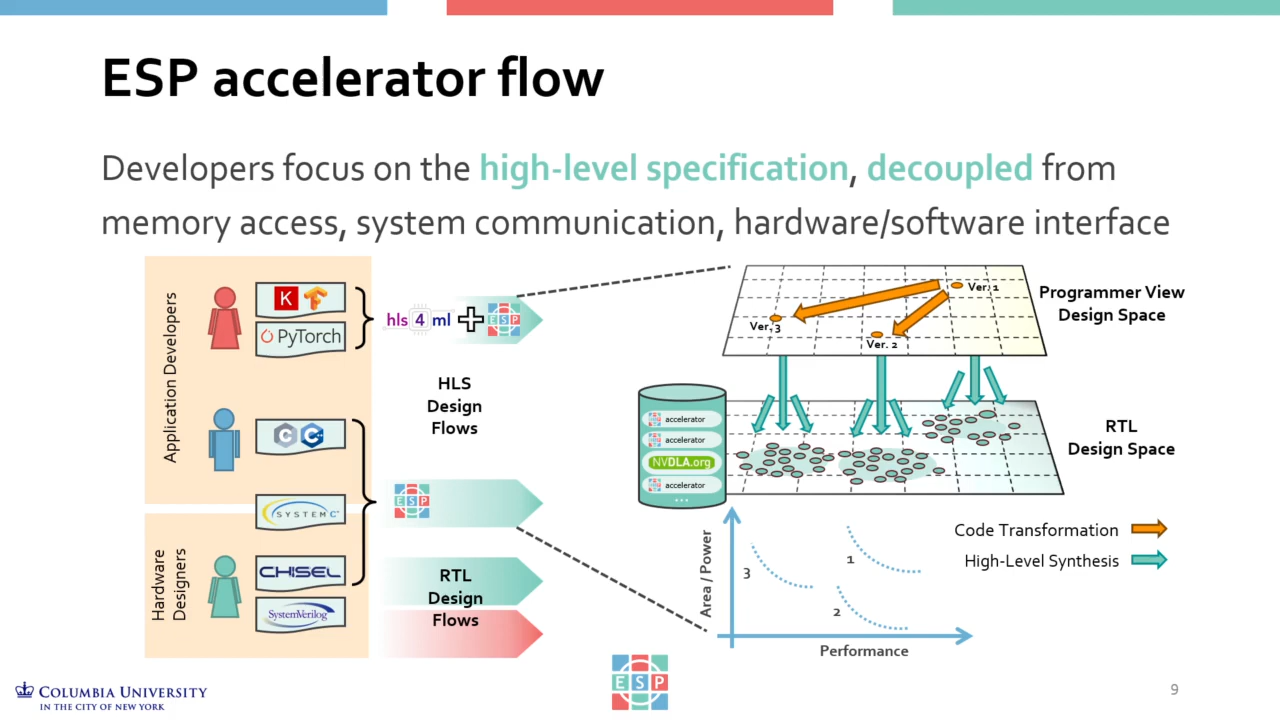 ESP accelerator flow
Developers focus on the high-level specification, decoupled from
memory access, system communication, hardware/software interface
Application Developers
K
PyTorch
C
C++
SYSTEMC
Hardware
Designers
CHISEL
SystemVerilog
hls 4 ml
ESP
HLS
Design
Flows
ESP
RTL
Design
Flows
Ver. 1
Ver. 3
Ver. 2
Programmer View
Design Space
accelerator
accelerator
NVDLA.org
accelerator
...
RTL
Design Space
Code Transformation
High-Level Synthesis
Area / Power
3
1
2
Performance
COLUMBIA UNIVERSITY
IN THE CITY OF NEW YORK
ESP
9